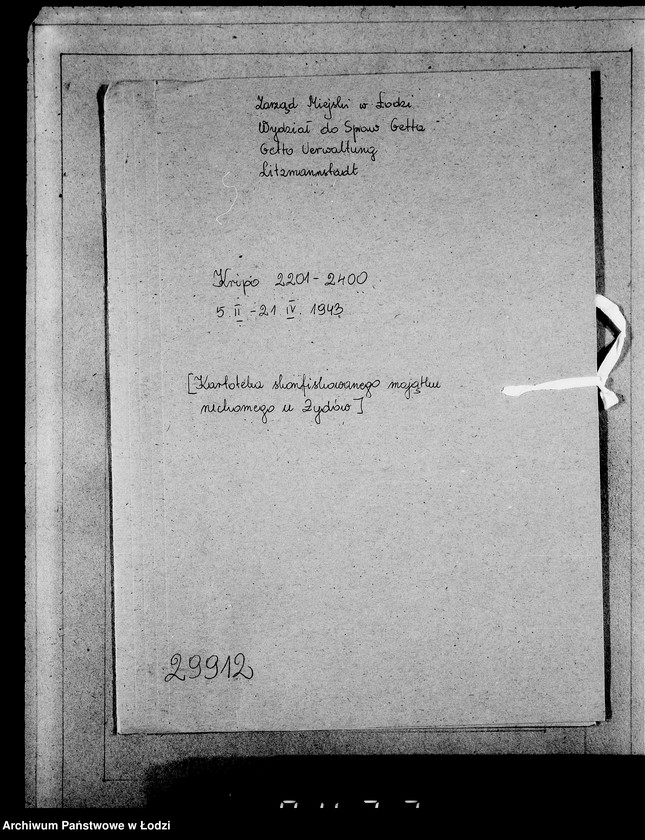 Zarząd Miejski w Łodzi
Wydział do Spraw Getta
Getto Verwaltung
Litzmannstadt
Kripo 2201-2400
5 II - 21 IV. 1943
[Kartoteka skonfiskowanego majątku
ruchomego u Żydów]
29912
Archiwum Państwowe w Łodzi